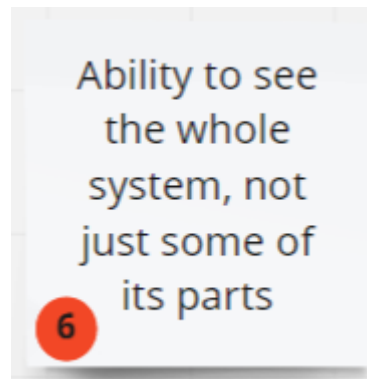 Ability to see
the whole
system, not
just some of
its parts
6